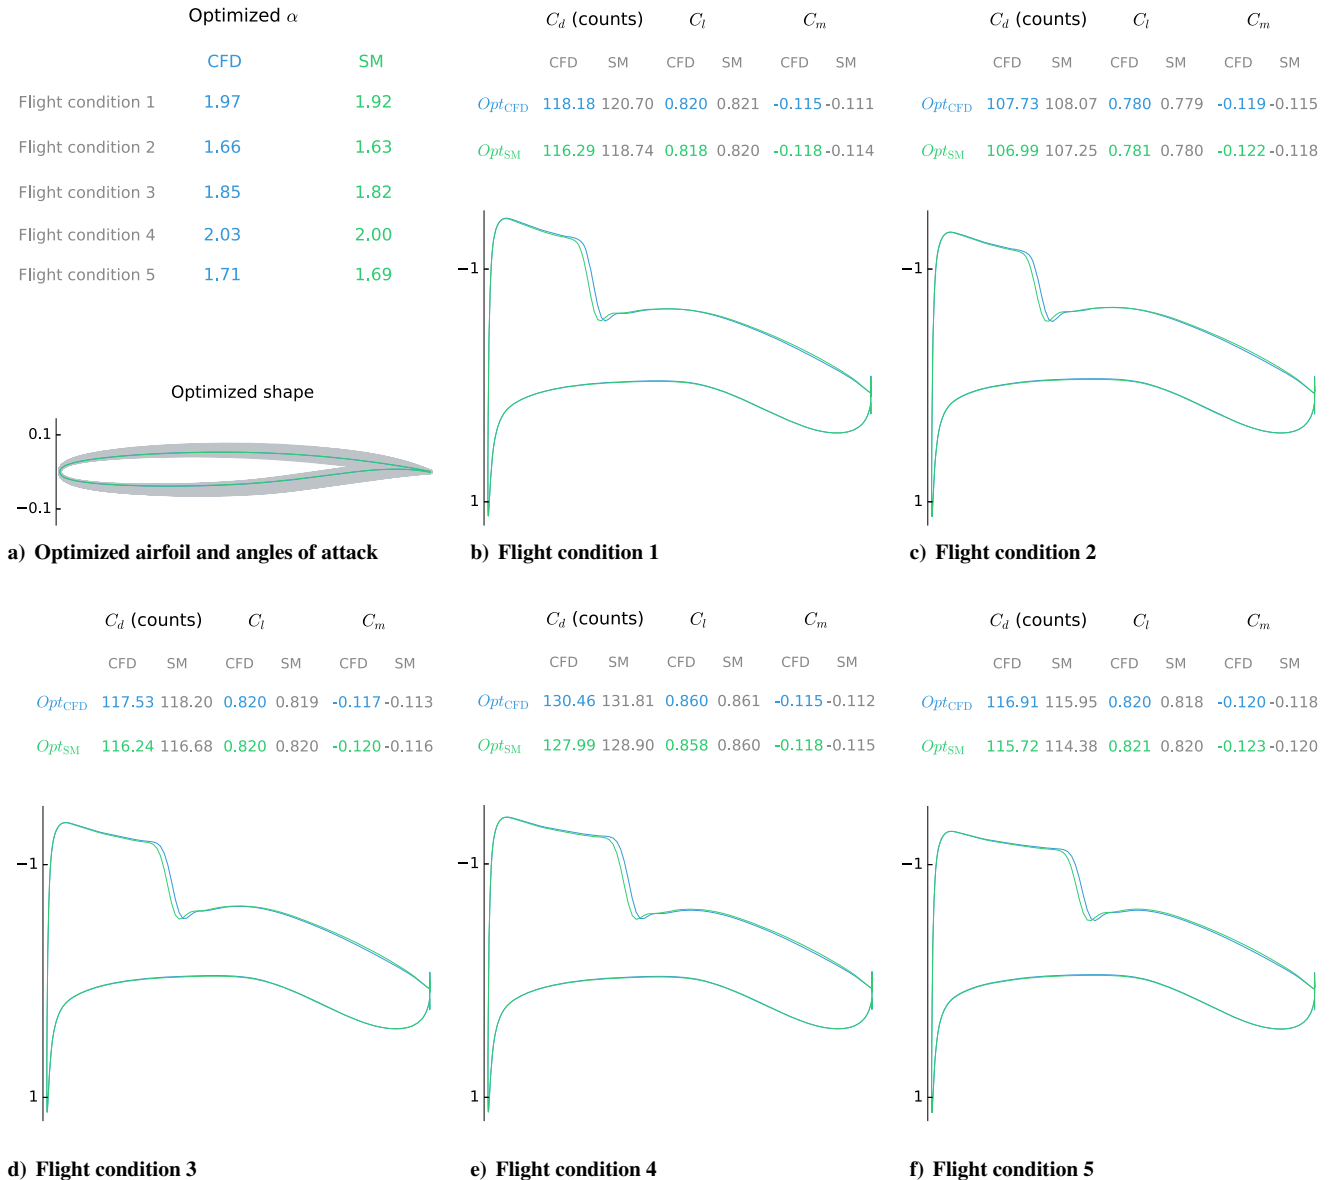 Optimized α
CFD SM
Flight condition 1 1.97 1.92
Flight condition 2 1.66 1.63
Flight condition 3 1.85 1.82
Flight condition 4 2.03 2.00
Flight condition 5 1.71 1.69
Optimized shape
0.1
−0.1
a) Optimized airfoil and angles of attack
C_d (counts) C_l C_m
CFD SM CFD SM CFD SM
Opt_CFD 118.18 120.70 0.820 0.821 -0.115 -0.111
Opt_SM 116.29 118.74 0.818 0.820 -0.118 -0.114
−1
1
b) Flight condition 1
C_d (counts) C_l C_m
CFD SM CFD SM CFD SM
Opt_CFD 107.73 108.07 0.780 0.779 -0.119 -0.115
Opt_SM 106.99 107.25 0.781 0.780 -0.122 -0.118
−1
1
c) Flight condition 2
C_d (counts) C_l C_m
CFD SM CFD SM CFD SM
Opt_CFD 117.53 118.20 0.820 0.819 -0.117 -0.113
Opt_SM 116.24 116.68 0.820 0.820 -0.120 -0.116
−1
1
d) Flight condition 3
C_d (counts) C_l C_m
CFD SM CFD SM CFD SM
Opt_CFD 130.46 131.81 0.860 0.861 -0.115 -0.112
Opt_SM 127.99 128.90 0.858 0.860 -0.118 -0.115
−1
1
e) Flight condition 4
C_d (counts) C_l C_m
CFD SM CFD SM CFD SM
Opt_CFD 116.91 115.95 0.820 0.818 -0.120 -0.118
Opt_SM 115.72 114.38 0.821 0.820 -0.123 -0.120
−1
1
f) Flight condition 5